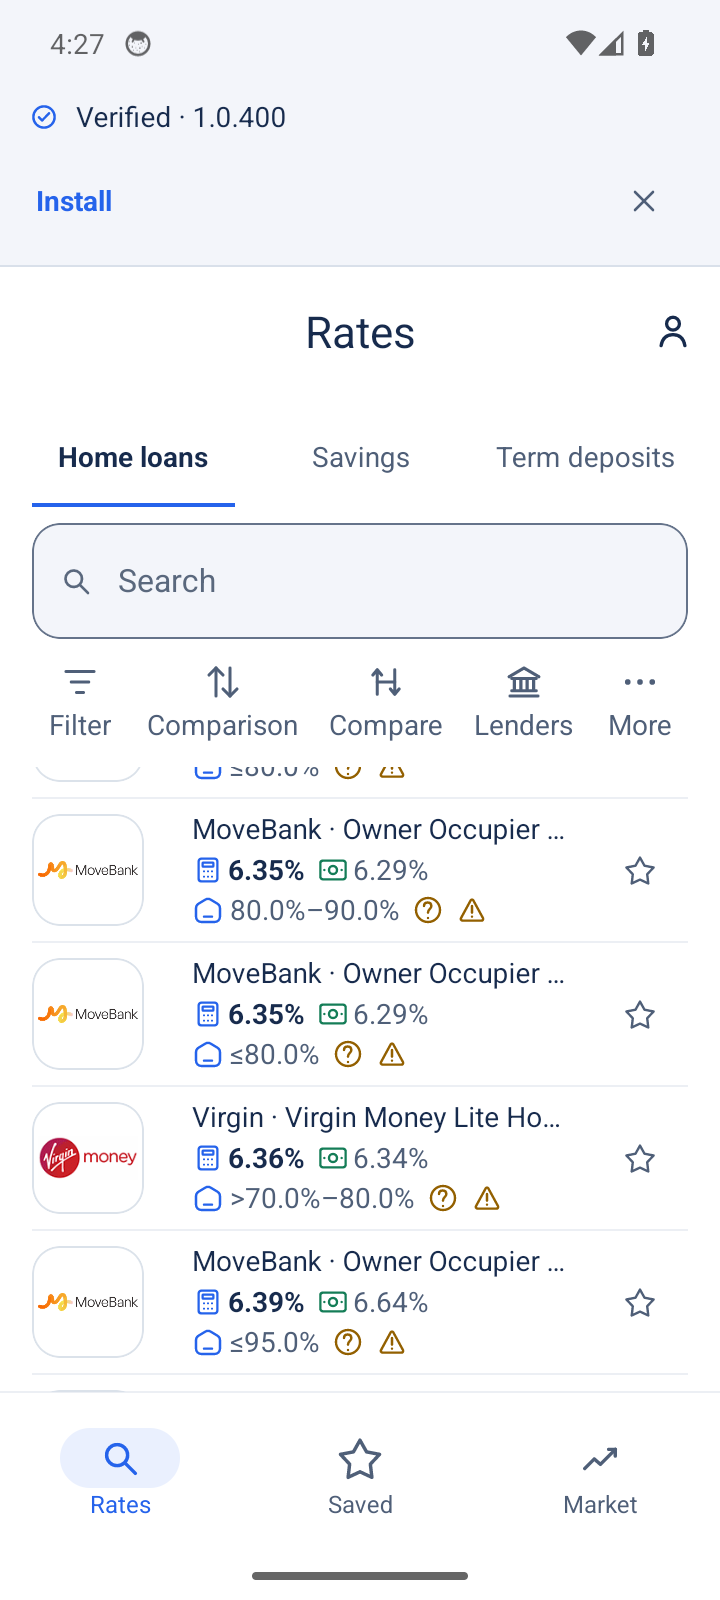 4:27
Verified · 1.0.400
Install
Rates
Home loans
Savings
Term deposits
Search
Filter
Comparison
Compare
Lenders
More
≤80.0%
MoveBank
MoveBank · Owner Occupier ...
6.35% 6.29%
80.0%–90.0%
MoveBank
MoveBank · Owner Occupier ...
6.35% 6.29%
≤80.0%
Virgin money
Virgin · Virgin Money Lite Ho...
6.36% 6.34%
>70.0%–80.0%
MoveBank
MoveBank · Owner Occupier ...
6.39% 6.64%
≤95.0%
Rates
Saved
Market